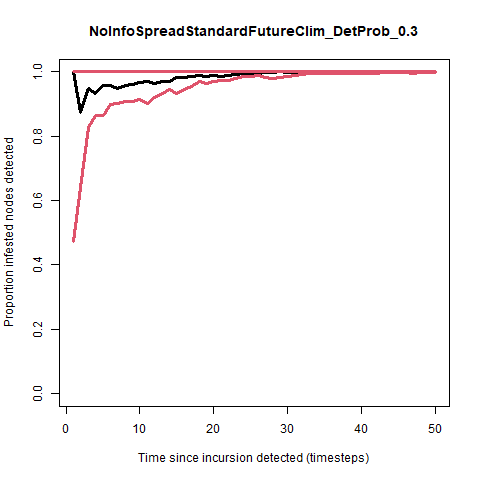 NoInfoSpreadStandardFutureClim_DetProb_0.3
Proportion infested nodes detected
1.0
0.8
0.6
0.4
0.2
0.0
0 10 20 30 40 50
Time since incursion detected (timesteps)